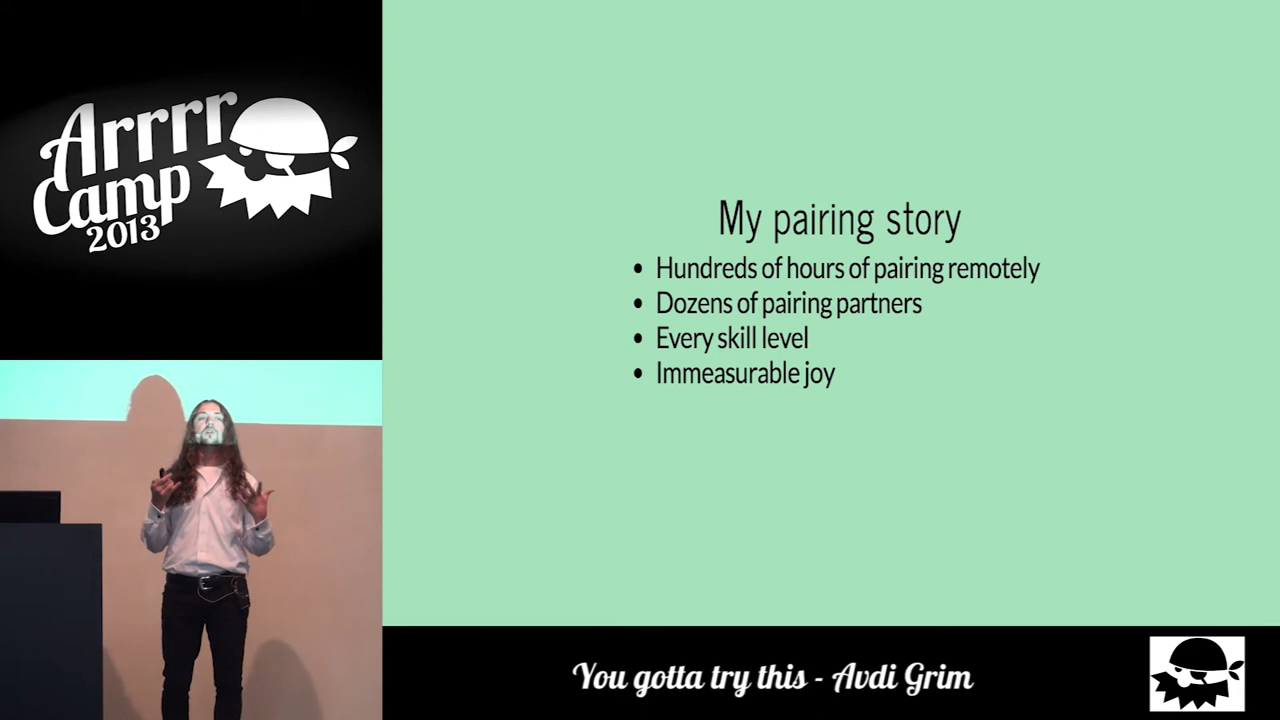 Arrrr
Camp
2013
My pairing story
• Hundreds of hours of pairing remotely
• Dozens of pairing partners
• Every skill level
• Immeasurable joy
You gotta try this - Avdi Grim